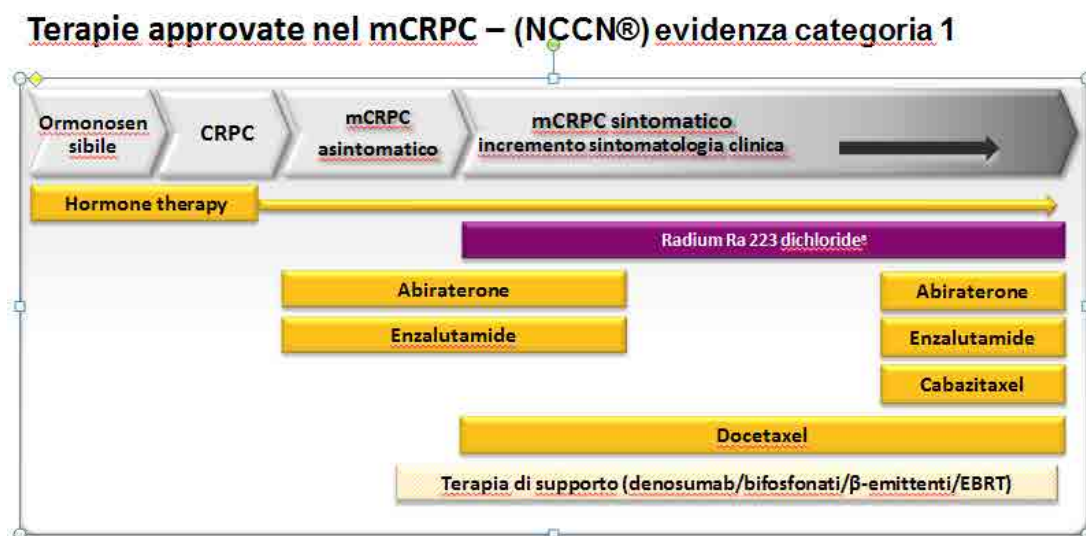 Terapie approvate nel mCRPC – (NCCN®) evidenza categoria 1
Ormonosen
sibile
CRPC
mCRPC
asintomatico
mCRPC sintomatico
incremento sintomatologia clinica
Hormone therapy
Radium Ra 223 dichlorideª
Abiraterone
Abiraterone
Enzalutamide
Enzalutamide
Cabazitaxel
Docetaxel
Terapia di supporto (denosumab/bifosfonati/β-emittenti/EBRT)